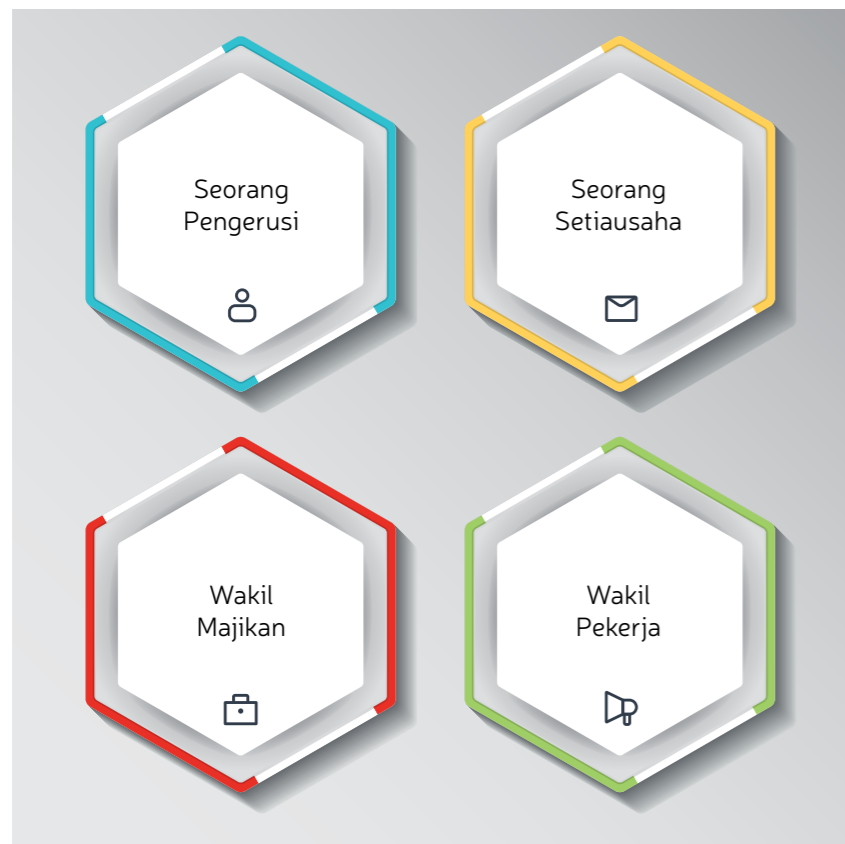 Seorang
Pengerusi
Seorang
Setiausaha
Wakil
Majikan
Wakil
Pekerja